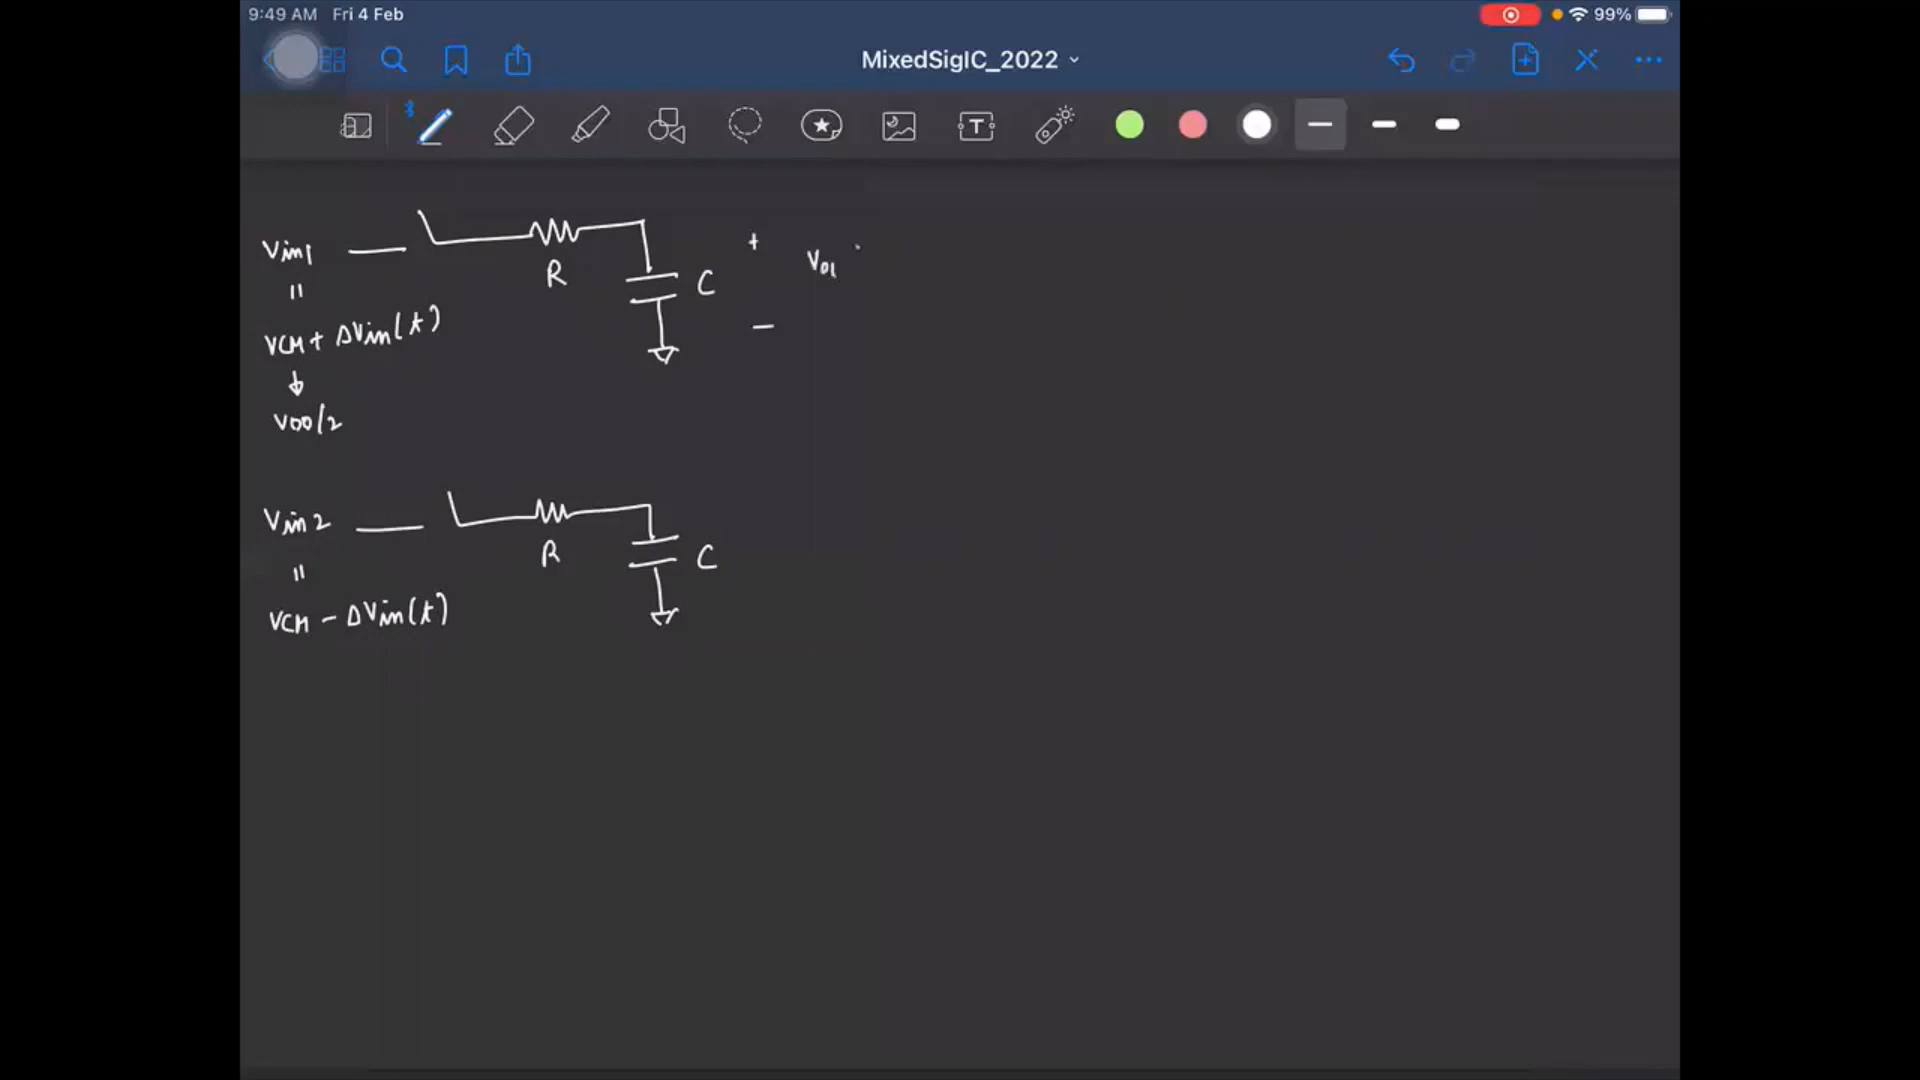 9:49 AM Fri 4 Feb
99%
MixedSigIC_2022
T
Vin1
R
C
+
Vo1
-
"
VCM + ΔVin(t)
↓
VDD/2
Vin2
R
C
"
VCM - ΔVin(t)